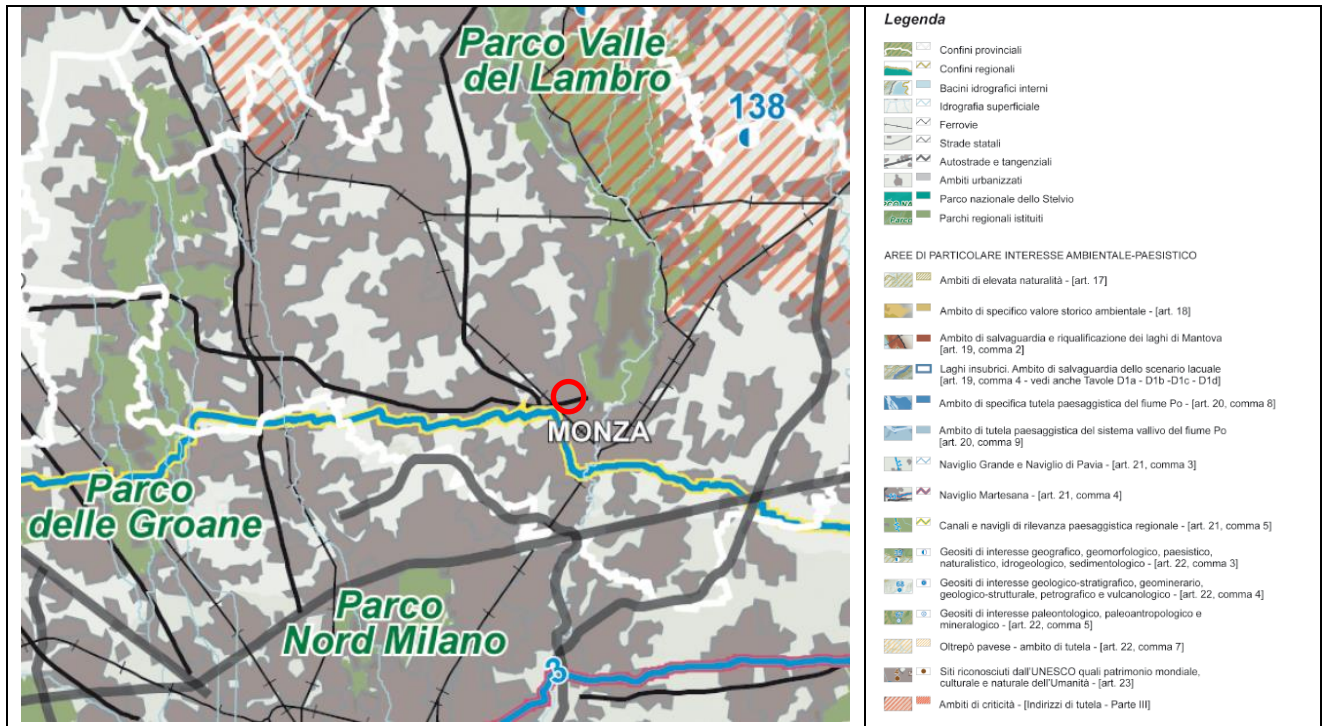 Parco Valle
del Lambro
138
MONZA
Parco
delle Groane
Parco
Nord Milano
3
Legenda
Confini provinciali
Confini regionali
Bacini idrografici interni
Idrografia superficiale
Ferrovie
Strade statali
Autostrade e tangenziali
Ambiti urbanizzati
Parco nazionale dello Stelvio
Parchi regionali istituiti
AREE DI PARTICOLARE INTERESSE AMBIENTALE-PAESISTICO
Ambiti di elevata naturalità - [art. 17]
Ambito di specifico valore storico ambientale - [art. 18]
Ambito di salvaguardia e riqualificazione dei laghi di Mantova
[art. 19, comma 2]
Laghi insubrici. Ambito di salvaguardia dello scenario lacuale
[art. 19, comma 4 - vedi anche Tavole D1a - D1b -D1c - D1d]
Ambito di specifica tutela paesaggistica del fiume Po - [art. 20, comma 8]
Ambito di tutela paesaggistica del sistema vallivo del fiume Po
[art. 20, comma 9]
Naviglio Grande e Naviglio di Pavia - [art. 21, comma 3]
Naviglio Martesana - [art. 21, comma 4]
Canali e navigli di rilevanza paesaggistica regionale - [art. 21, comma 5]
Geositi di interesse geografico, geomorfologico, paesistico,
naturalistico, idrogeologico, sedimentologico - [art. 22, comma 3]
Geositi di interesse geologico-stratigrafico, geominerario,
geologico-strutturale, petrografico e vulcanologico - [art. 22, comma 4]
Geositi di interesse paleontologico, paleoantropologico e
mineralogico - [art. 22, comma 5]
Oltrepò pavese - ambito di tutela - [art. 22, comma 7]
Siti riconosciuti dall'UNESCO quali patrimonio mondiale,
culturale e naturale dell'Umanità - [art. 23]
Ambiti di criticità - [Indirizzi di tutela - Parte III]